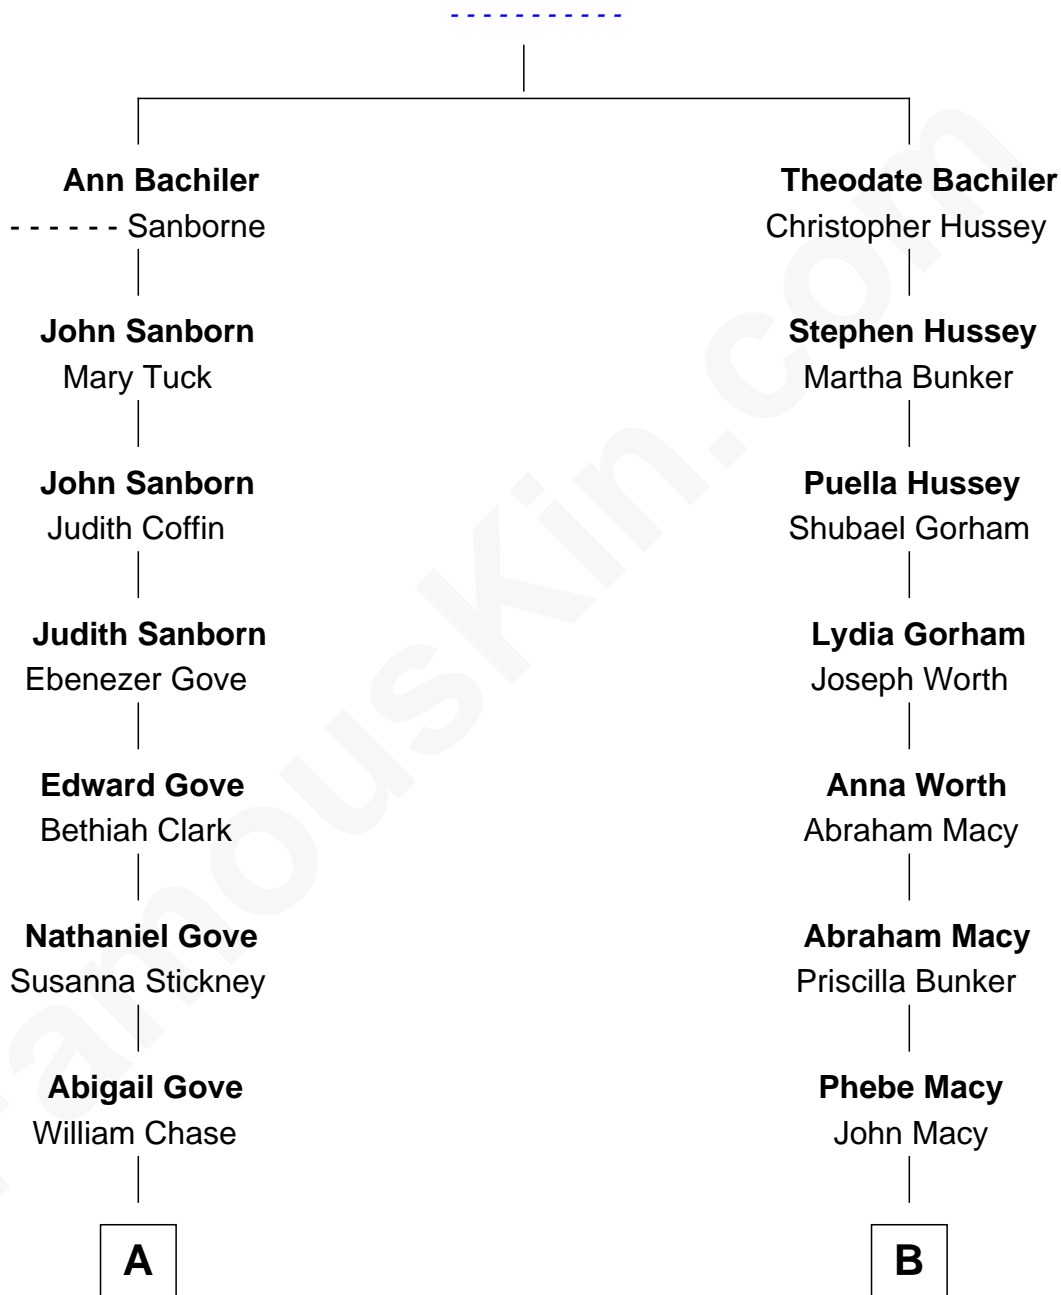 - - - - - - - - - - -
Ann Bachiler
- - - - - - Sanborne
John Sanborn
Mary Tuck
John Sanborn
Judith Coffin
Judith Sanborn
Ebenezer Gove
Edward Gove
Bethiah Clark
Nathaniel Gove
Susanna Stickney
Abigail Gove
William Chase
A
Theodate Bachiler
Christopher Hussey
Stephen Hussey
Martha Bunker
Puella Hussey
Shubael Gorham
Lydia Gorham
Joseph Worth
Anna Worth
Abraham Macy
Abraham Macy
Priscilla Bunker
Phebe Macy
John Macy
B
FamousKin.com